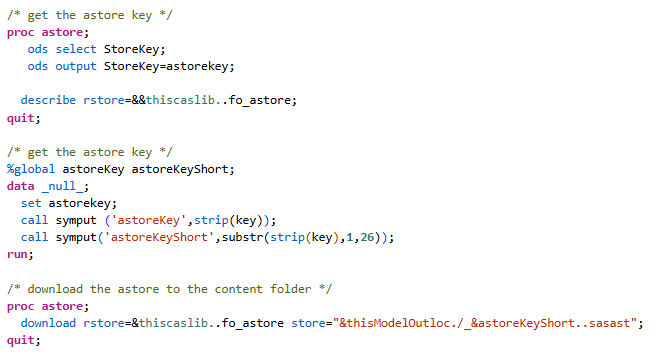 /* get the astore key */
proc astore;
ods select StoreKey;
ods output StoreKey=astorekey;
describe rstore=&&thiscaslib..fo_astore;
quit;
/* get the astore key */
%global astoreKey astoreKeyShort;
data _null_;
set astorekey;
call symput ('astoreKey',strip(key));
call symput('astoreKeyShort',substr(strip(key),1,26));
run;
/* download the astore to the content folder */
proc astore;
download rstore=&thiscaslib..fo_astore store="&thisModelOutloc./_&astoreKeyShort..sasast";
quit;